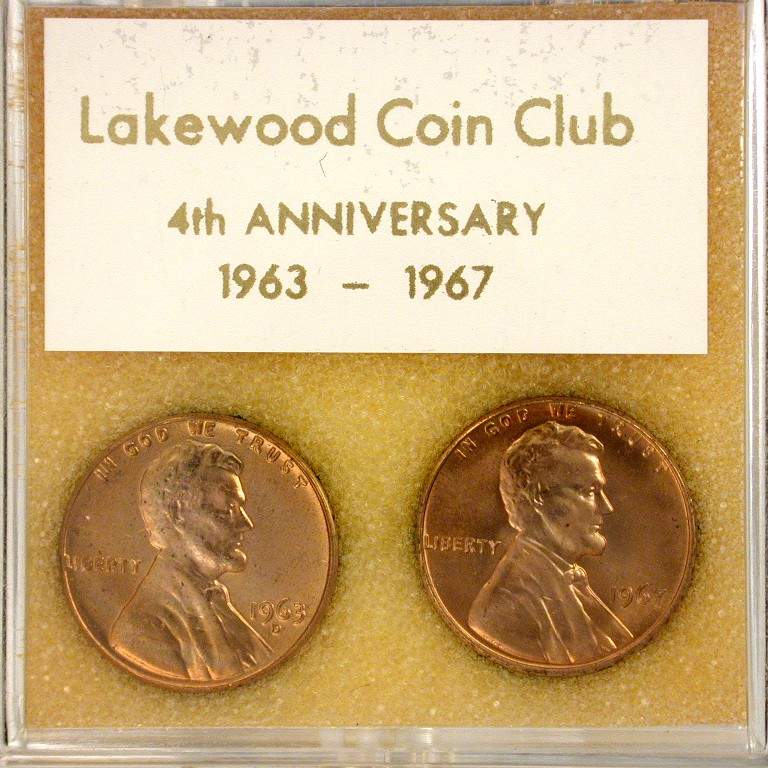 Lakewood Coin Club
4th ANNIVERSARY
1963 – 1967
IN GOD WE TRUST
LIBERTY
1963
D
IN GOD WE TRUST
LIBERTY
1967